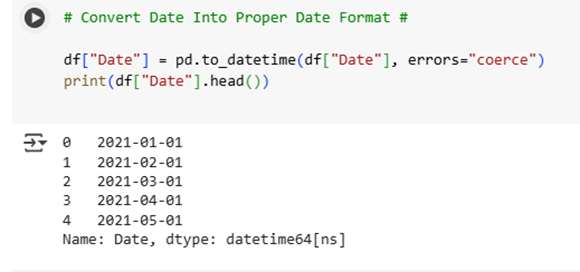 # Convert Date Into Proper Date Format #
df["Date"] = pd.to_datetime(df["Date"], errors="coerce")
print(df["Date"].head())
0 2021-01-01
1 2021-02-01
2 2021-03-01
3 2021-04-01
4 2021-05-01
Name: Date, dtype: datetime64[ns]